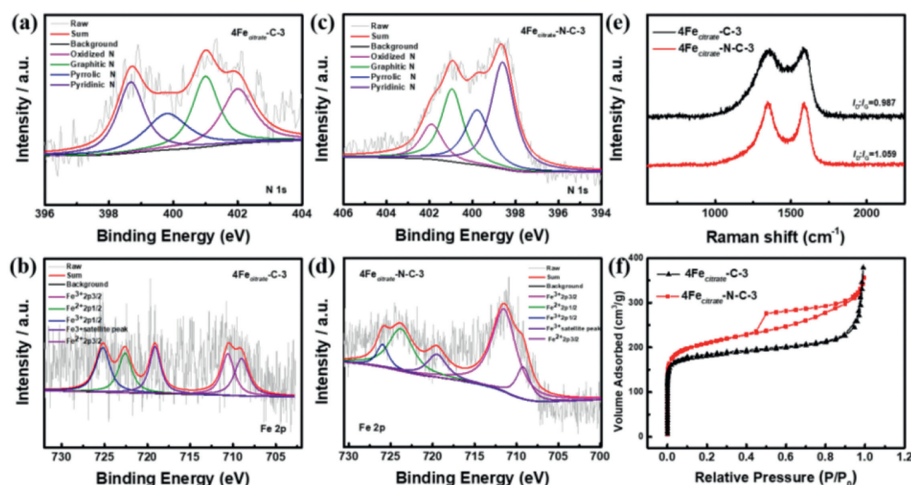 (a)
Raw
Sum
Background
Oxidized N
Graphitic N
Pyrrolic N
Pyridinic N
4Fecitrate-C-3
N 1s
Intensity / a.u.
396 398 400 402 404
Binding Energy (eV)
(c)
Raw
Sum
Background
Oxidized N
Graphitic N
Pyrrolic N
Pyridinic N
4Fecitrate-N-C-3
N 1s
Intensity / a.u.
406 404 402 400 398 396 394
Binding Energy (eV)
(e)
4Fecitrate-C-3
4Fecitrate-N-C-3
ID:IG=0.987
ID:IG=1.059
Intensity / a.u.
1000 1500 2000
Raman shift (cm-1)
(b)
Raw
Sum
Background
Fe3+2p3/2
Fe2+2p1/2
Fe3+2p1/2
Fe3+satellite peak
Fe2+2p3/2
4Fecitrate-C-3
Fe 2p
Intensity / a.u.
730 725 720 715 710 705
Binding Energy (eV)
(d)
Raw
Sum
Background
Fe3+2p3/2
Fe2+2p1/2
Fe3+2p1/2
Fe3+satellite peak
Fe2+2p3/2
4Fecitrate-N-C-3
Fe 2p
Intensity / a.u.
730 725 720 715 710 705 700
Binding Energy (eV)
(f)
4Fecitrate-C-3
4Fecitrate-N-C-3
Volume Adsorbed (cm3/g)
400
300
200
100
0
0.0 0.2 0.4 0.6 0.8 1.0 1.2
Relative Pressure (P/P0)